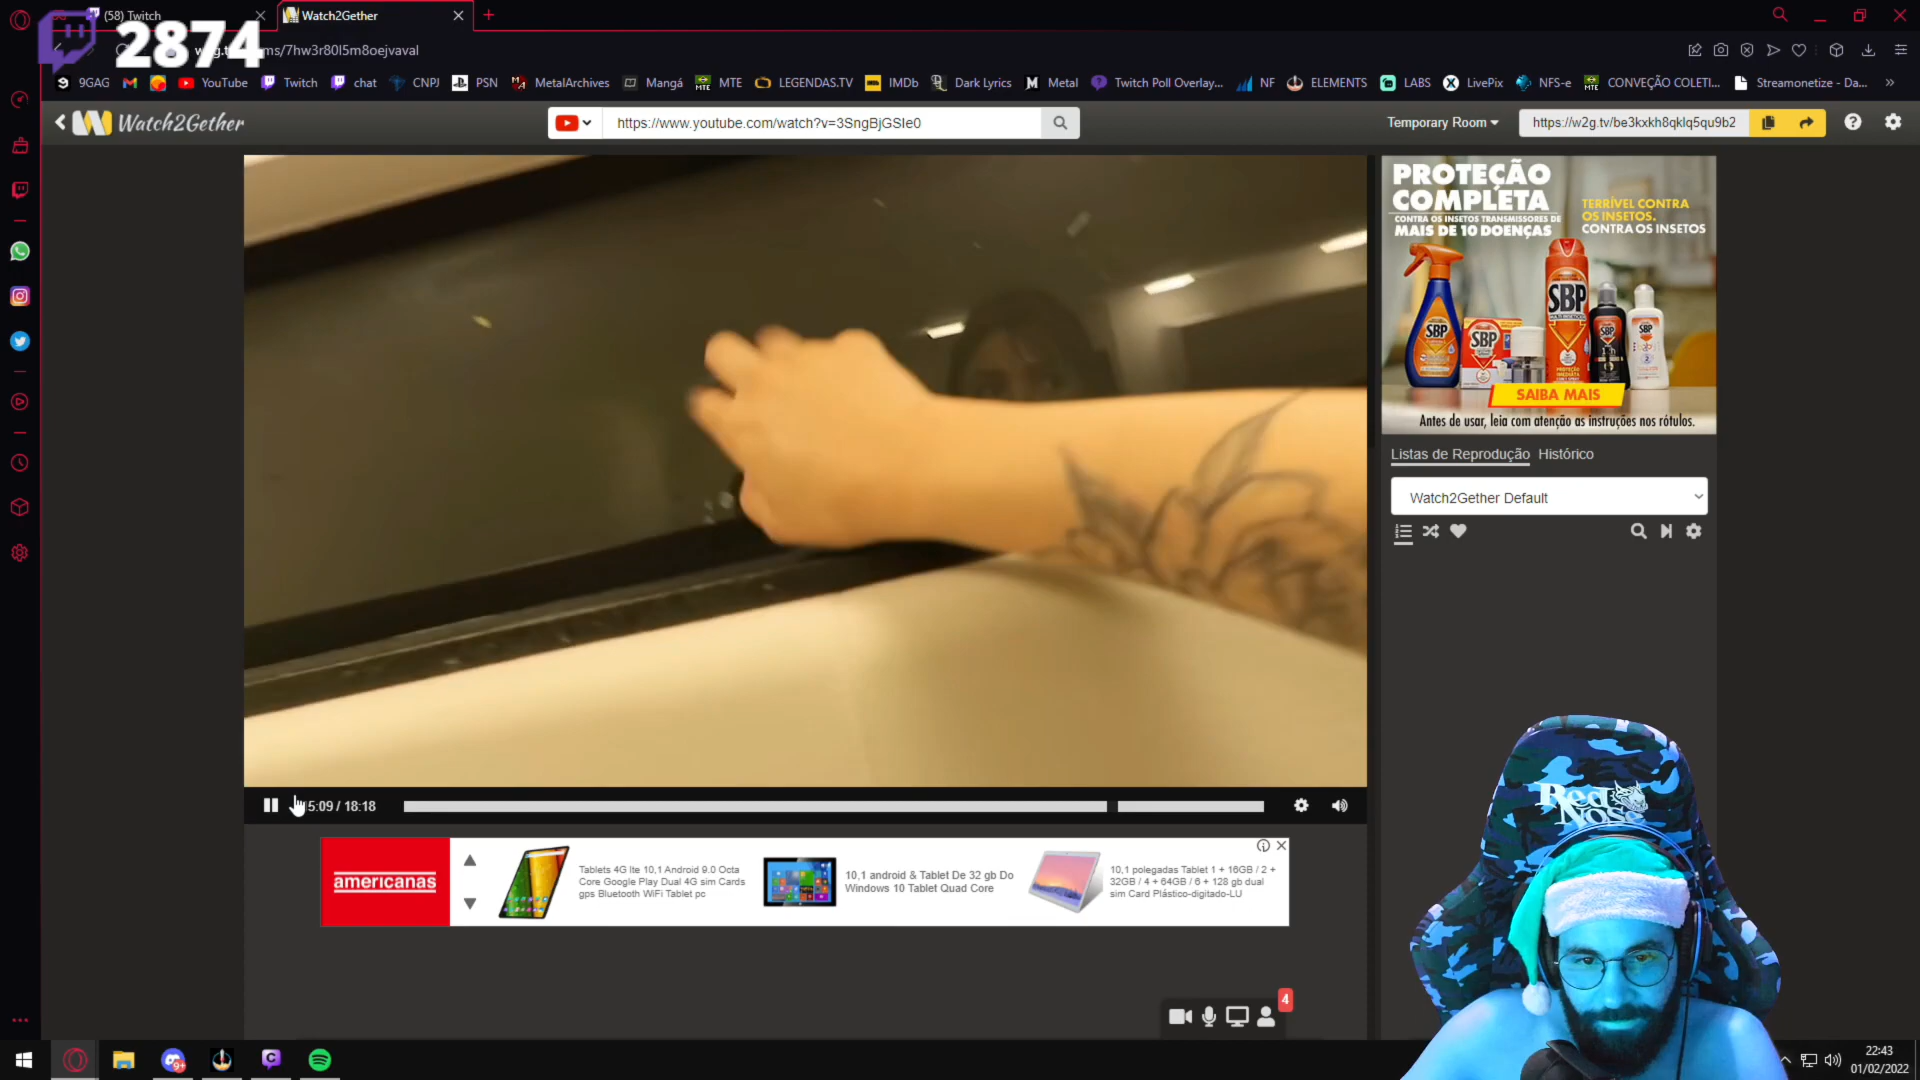 (58) Twitch
Watch2Gether
2874
ms/7hw3r80l5m8oejvaval
9GAG
YouTube
Twitch
chat
CNPJ
PSN
MetalArchives
Mangá
MTE
LEGENDAS.TV
IMDb
Dark Lyrics
Metal
Twitch Poll Overlay...
NF
ELEMENTS
LABS
LivePix
NFS-e
CONVEÇÃO COLETI...
Streamonetize - Da...
Watch2Gether
https://www.youtube.com/watch?v=3SngBjGSIe0
Temporary Room
https://w2g.tv/be3kxkh8qklq5qu9b2
PROTEÇÃO
COMPLETA
CONTRA OS INSETOS TRANSMISSORES DE
MAIS DE 10 DOENÇAS
TERRÍVEL CONTRA
OS INSETOS.
CONTRA OS INSETOS
SBP
SBP
SBP
SBP
SBP
SAIBA MAIS
Antes de usar, leia com atenção as instruções nos rótulos.
Listas de Reprodução Histórico
Watch2Gether Default
5:09 / 18:18
americanas
Tablets 4G lte 10,1 Android 9.0 Octa
Core Google Play Dual 4G sim Cards
gps Bluetooth WiFi Tablet pc
10,1 android & Tablet De 32 gb Do
Windows 10 Tablet Quad Core
10,1 polegadas Tablet 1 + 16GB / 2 +
32GB / 4 + 64GB / 6 + 128 gb dual
sim Card Plástico-digitado-LU
4
Red
Nose
9+
22:43
01/02/2022